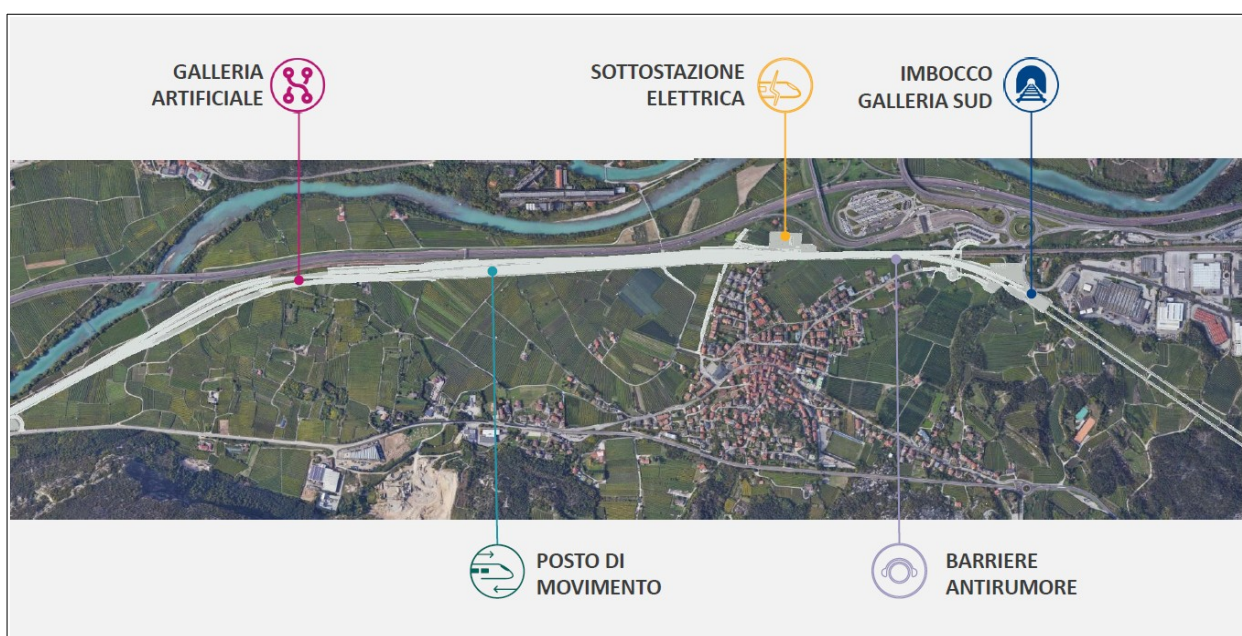 GALLERIA
ARTIFICIALE
SOTTOSTAZIONE
ELETTRICA
IMBOCCO
GALLERIA SUD
POSTO DI
MOVIMENTO
BARRIERE
ANTIRUMORE